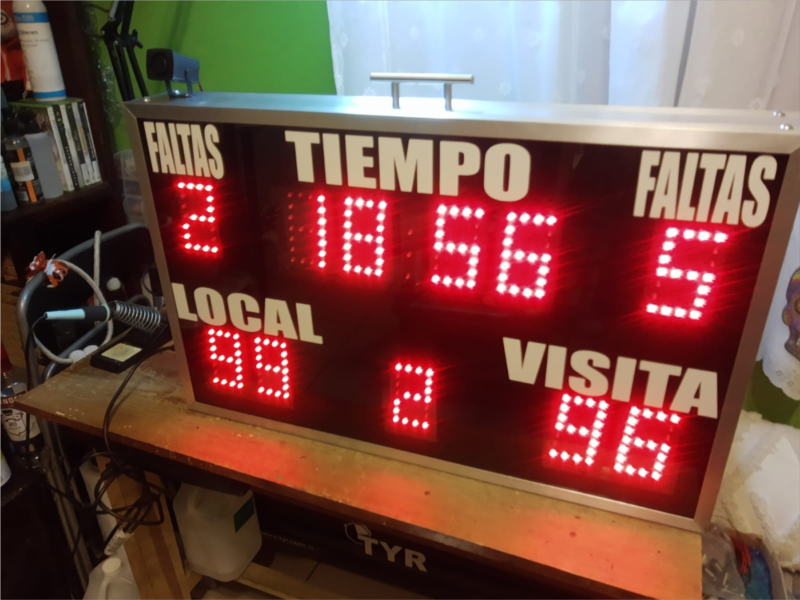 FALTAS TIEMPO FALTAS
2 18 56 5
LOCAL VISITA
99 2 96
TYR